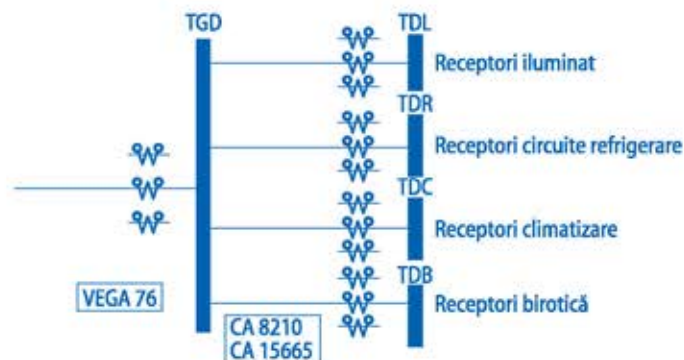 TGD
TDL
Receptori iluminat
TDR
Receptori circuite refrigerare
TDC
Receptori climatizare
TDB
Receptori birotică
VEGA 76
CA 8210
CA 15665